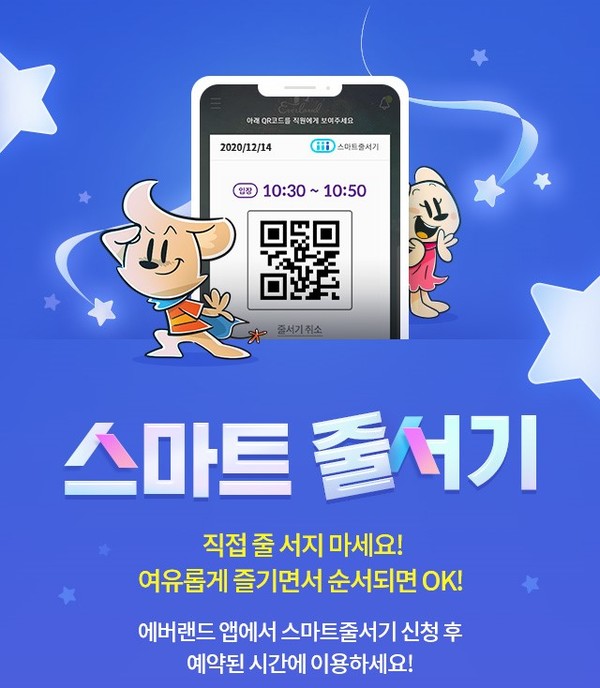 Everland
아래 QR코드를 직원에게 보여주세요
2020/12/14 스마트줄서기
입장 10:30 ~ 10:50
줄서기 취소
스마트 줄서기
직접 줄 서지 마세요!
여유롭게 즐기면서 순서되면 OK!
에버랜드 앱에서 스마트줄서기 신청 후
예약된 시간에 이용하세요!